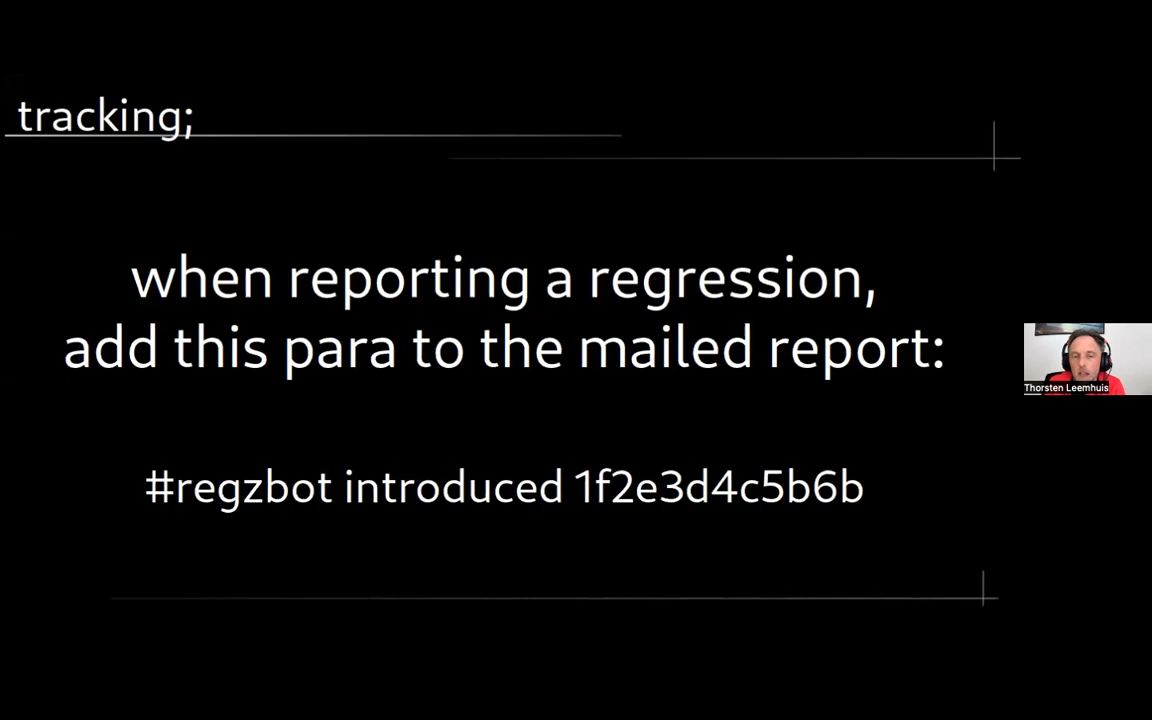 tracking;
when reporting a regression,
add this para to the mailed report:
#regzbot introduced 1f2e3d4c5b6b
Thorsten Leemhuis